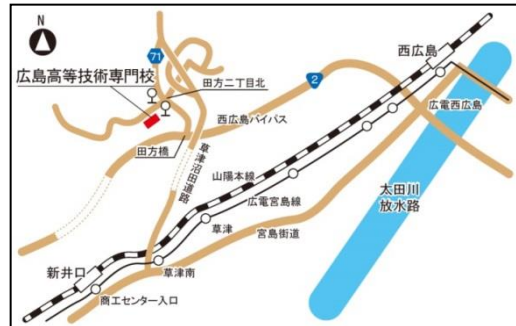 N
71
広島高等技術専門校
田方二丁目北
西広島
2
広電西広島
西広島バイパス
田方橋
草津沼田道路
山陽本線
広電宮島線
太田川
放水路
草津
宮島街道
新井口
草津南
商工センター入口